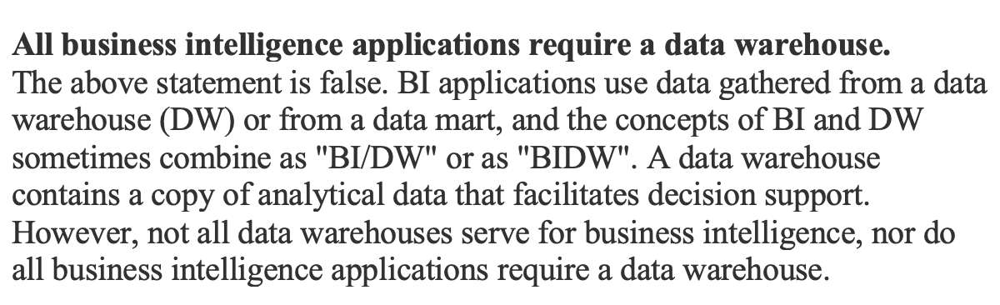 All business intelligence applications require a data warehouse.
The above statement is false. BI applications use data gathered from a data
warehouse (DW) or from a data mart, and the concepts of BI and DW
sometimes combine as "BI/DW" or as "BIDW". A data warehouse
contains a copy of analytical data that facilitates decision support.
However, not all data warehouses serve for business intelligence, nor do
all business intelligence applications require a data warehouse.